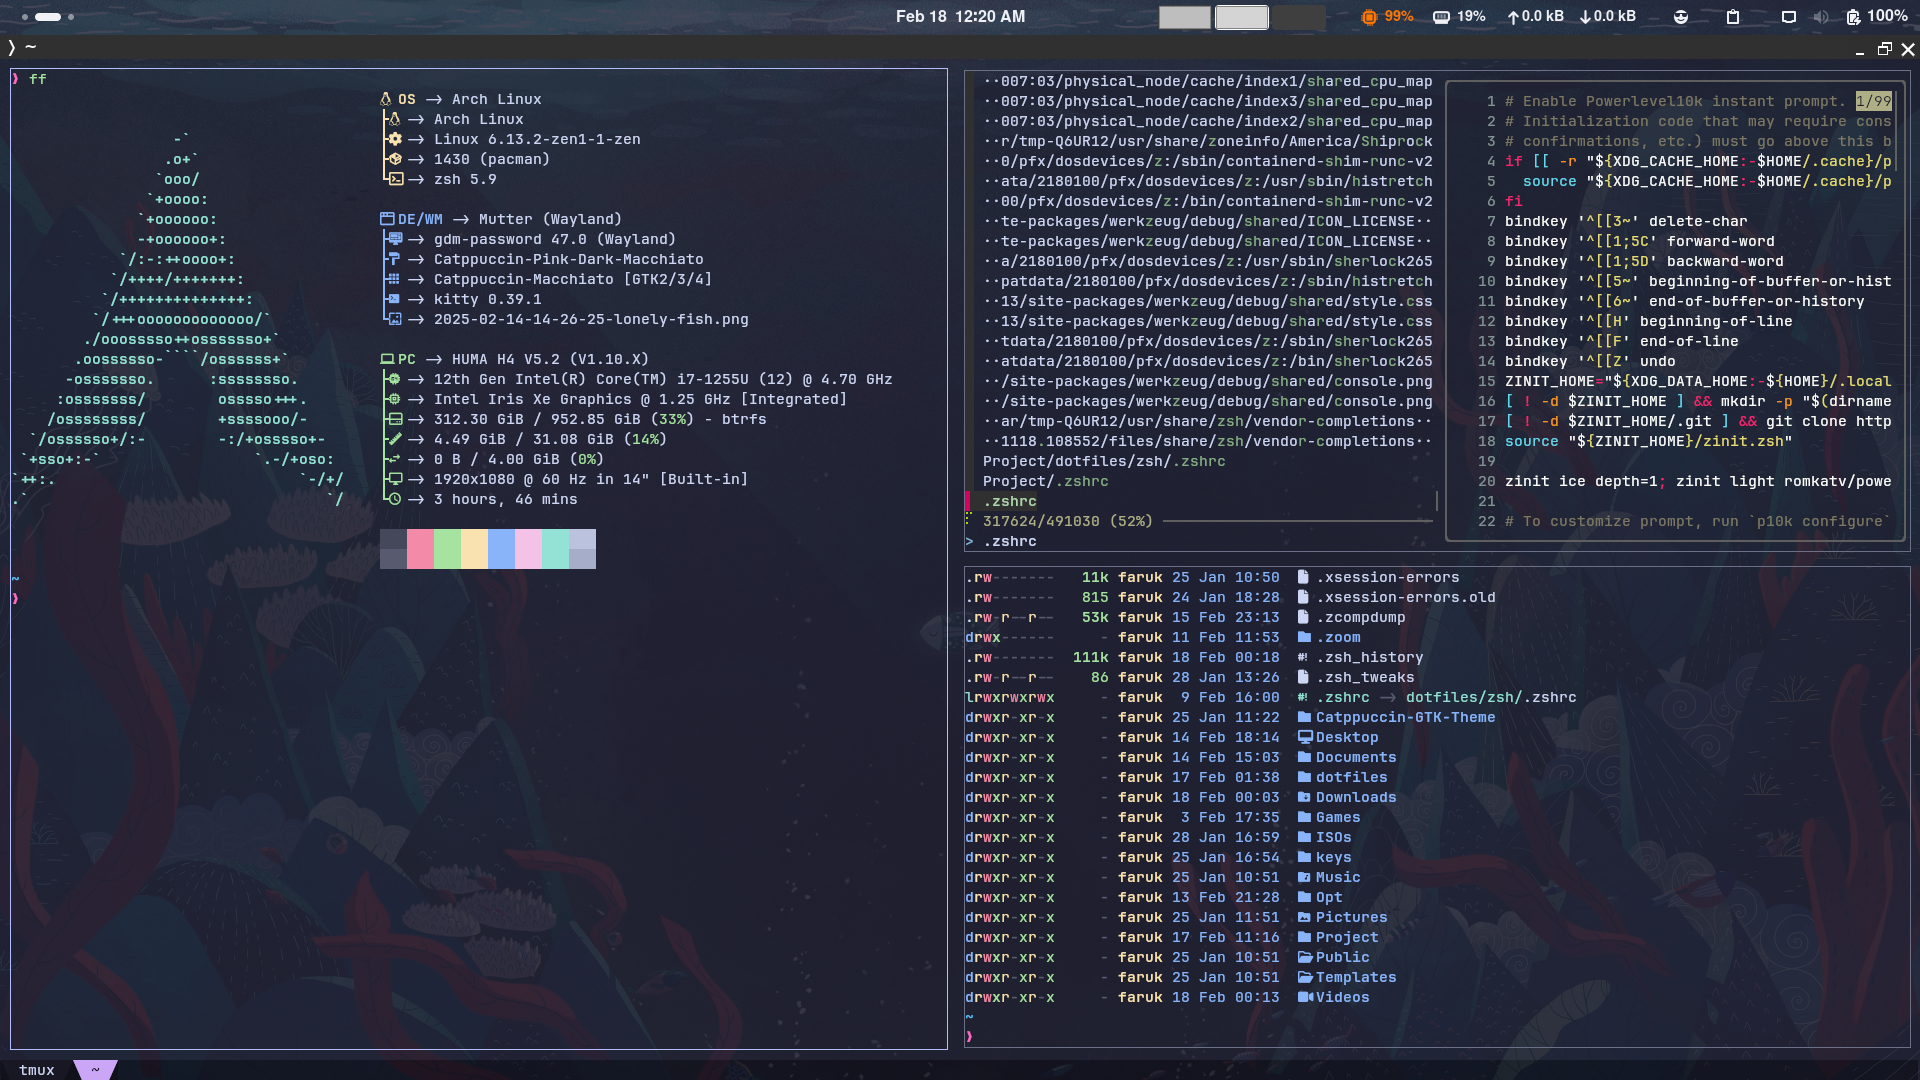 Feb 18  12:20 AM
99%  19%  0.0 kB  0.0 kB  100%
❯ ~
❯ ff
OS -> Arch Linux
-> Arch Linux
-> Linux 6.13.2-zen1-1-zen
-> 1430 (pacman)
-> zsh 5.9
DE/WM -> Mutter (Wayland)
-> gdm-password 47.0 (Wayland)
-> Catppuccin-Pink-Dark-Macchiato
-> Catppuccin-Macchiato [GTK2/3/4]
-> kitty 0.39.1
-> 2025-02-14-14-26-25-lonely-fish.png
PC -> HUMA H4 V5.2 (V1.10.X)
-> 12th Gen Intel(R) Core(TM) i7-1255U (12) @ 4.70 GHz
-> Intel Iris Xe Graphics @ 1.25 GHz [Integrated]
-> 312.30 GiB / 952.85 GiB (33%) - btrfs
-> 4.49 GiB / 31.08 GiB (14%)
-> 0 B / 4.00 GiB (0%)
-> 1920x1080 @ 60 Hz in 14" [Built-in]
-> 3 hours, 46 mins
-`
.o+`
`ooo/
`+oooo:
`+oooooo:
-+oooooo+:
`/:-:++oooo+:
`/++++/+++++++:
`/++++++++++++++:
`/+++ooooooooooooo/`
./ooosssso++osssssso+`
.oossssso-````/ossssss+`
-osssssso.      :ssssssso.
:osssssss/        osssso+++.
/ossssssss/        +ssssooo/-
`/ossssso+/:-        -:/+osssso+-
`+sso+:-`                 `.-/+oso:
`++:.                           `-/+/
.`                                 `/
~
❯
··007:03/physical_node/cache/index1/shared_cpu_map
··007:03/physical_node/cache/index3/shared_cpu_map
··007:03/physical_node/cache/index2/shared_cpu_map
··r/tmp-Q6UR12/usr/share/zoneinfo/America/Shiprock
··0/pfx/dosdevices/z:/sbin/containerd-shim-runc-v2
··ata/2180100/pfx/dosdevices/z:/usr/sbin/histretch
··00/pfx/dosdevices/z:/bin/containerd-shim-runc-v2
··te-packages/werkzeug/debug/shared/ICON_LICENSE··
··te-packages/werkzeug/debug/shared/ICON_LICENSE··
··a/2180100/pfx/dosdevices/z:/usr/sbin/sherlock265
··patdata/2180100/pfx/dosdevices/z:/sbin/histretch
··13/site-packages/werkzeug/debug/shared/style.css
··13/site-packages/werkzeug/debug/shared/style.css
··tdata/2180100/pfx/dosdevices/z:/sbin/sherlock265
··atdata/2180100/pfx/dosdevices/z:/bin/sherlock265
··/site-packages/werkzeug/debug/shared/console.png
··/site-packages/werkzeug/debug/shared/console.png
··ar/tmp-Q6UR12/usr/share/zsh/vendor-completions··
··1118.108552/files/share/zsh/vendor-completions··
Project/dotfiles/zsh/.zshrc
Project/.zshrc
.zshrc
317624/491030 (52%)
> .zshrc
1 # Enable Powerlevel10k instant prompt. 1/99
2 # Initialization code that may require cons
3 # confirmations, etc.) must go above this b
4 if [[ -r "${XDG_CACHE_HOME:-$HOME/.cache}/p
5   source "${XDG_CACHE_HOME:-$HOME/.cache}/p
6 fi
7 bindkey '^[[3~' delete-char
8 bindkey '^[[1;5C' forward-word
9 bindkey '^[[1;5D' backward-word
10 bindkey '^[[5~' beginning-of-buffer-or-hist
11 bindkey '^[[6~' end-of-buffer-or-history
12 bindkey '^[[H' beginning-of-line
13 bindkey '^[[F' end-of-line
14 bindkey '^[[Z' undo
15 ZINIT_HOME="${XDG_DATA_HOME:-${HOME}/.local
16 [ ! -d $ZINIT_HOME ] && mkdir -p "$(dirname
17 [ ! -d $ZINIT_HOME/.git ] && git clone http
18 source "${ZINIT_HOME}/zinit.zsh"
19
20 zinit ice depth=1; zinit light romkatv/powe
21
22 # To customize prompt, run `p10k configure`
.rw-------   11k faruk 25 Jan 10:50 .xsession-errors
.rw-------   815 faruk 24 Jan 18:28 .xsession-errors.old
.rw-r--r--   53k faruk 15 Feb 23:13 .zcompdump
drwx------     - faruk 11 Feb 11:53 .zoom
.rw-------  111k faruk 18 Feb 00:18 #! .zsh_history
.rw-r--r--    86 faruk 28 Jan 13:26 .zsh_tweaks
lrwxrwxrwx     - faruk  9 Feb 16:00 #! .zshrc -> dotfiles/zsh/.zshrc
drwxr-xr-x     - faruk 25 Jan 11:22 Catppuccin-GTK-Theme
drwxr-xr-x     - faruk 14 Feb 18:14 Desktop
drwxr-xr-x     - faruk 14 Feb 15:03 Documents
drwxr-xr-x     - faruk 17 Feb 01:38 dotfiles
drwxr-xr-x     - faruk 18 Feb 00:03 Downloads
drwxr-xr-x     - faruk  3 Feb 17:35 Games
drwxr-xr-x     - faruk 28 Jan 16:59 ISOs
drwxr-xr-x     - faruk 25 Jan 16:54 keys
drwxr-xr-x     - faruk 25 Jan 10:51 Music
drwxr-xr-x     - faruk 13 Feb 21:28 Opt
drwxr-xr-x     - faruk 25 Jan 11:51 Pictures
drwxr-xr-x     - faruk 17 Feb 11:16 Project
drwxr-xr-x     - faruk 25 Jan 10:51 Public
drwxr-xr-x     - faruk 25 Jan 10:51 Templates
drwxr-xr-x     - faruk 18 Feb 00:13 Videos
~
❯
tmux  ~